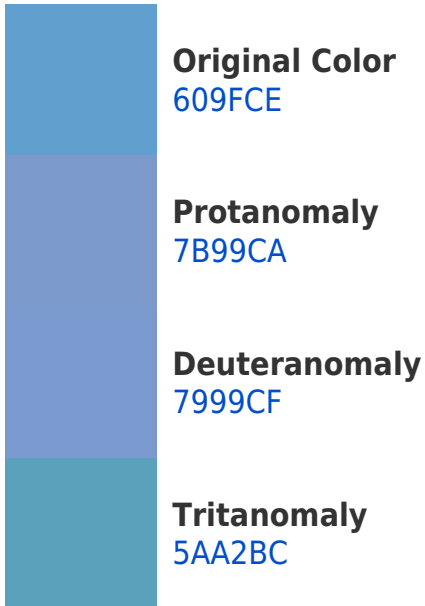 Original Color
609FCE
Protanomaly
7B99CA
Deuteranomaly
7999CF
Tritanomaly
5AA2BC